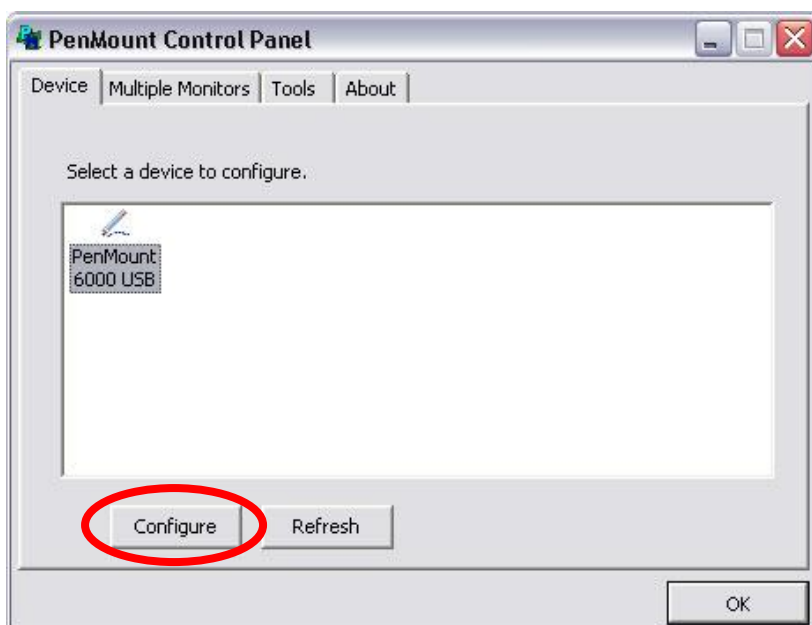 PenMount Control Panel
Device Multiple Monitors Tools About
Select a device to configure.
PenMount
6000 USB
Configure Refresh
OK